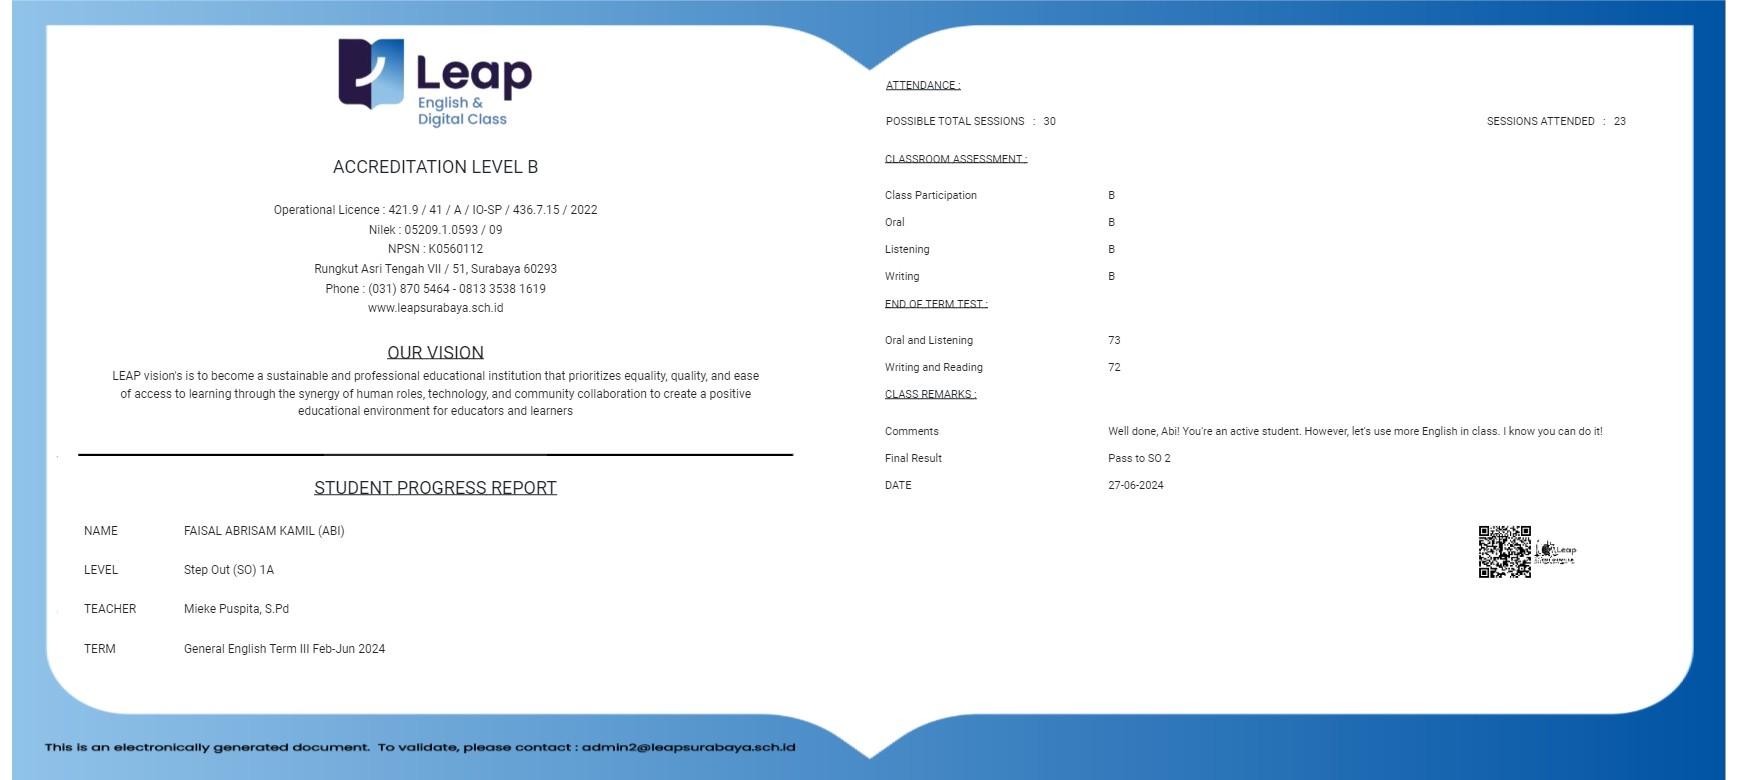 Leap
English &
Digital Class
ACCREDITATION LEVEL B
Operational Licence : 421.9 / 41 / A / IO-SP / 436.7.15 / 2022
Nilek : 05209.1.0593 / 09
NPSN : K0560112
Rungkut Asri Tengah VII / 51, Surabaya 60293
Phone : (031) 870 5464 - 0813 3538 1619
www.leapsurabaya.sch.id
OUR VISION
LEAP vision's is to become a sustainable and professional educational institution that prioritizes equality, quality, and ease
of access to learning through the synergy of human roles, technology, and community collaboration to create a positive
educational environment for educators and learners
STUDENT PROGRESS REPORT
NAME FAISAL ABRISAM KAMIL (ABI)
LEVEL Step Out (SO) 1A
TEACHER Mieke Puspita, S.Pd
TERM General English Term III Feb-Jun 2024
ATTENDANCE :
POSSIBLE TOTAL SESSIONS : 30 SESSIONS ATTENDED : 23
CLASSROOM ASSESSMENT :
Class Participation B
Oral B
Listening B
Writing B
END OF TERM TEST :
Oral and Listening 73
Writing and Reading 72
CLASS REMARKS :
Comments Well done, Abi! You're an active student. However, let's use more English in class. I know you can do it!
Final Result Pass to SO 2
DATE 27-06-2024
Leap
This is an electronically generated document. To validate, please contact : admin2@leapsurabaya.sch.id